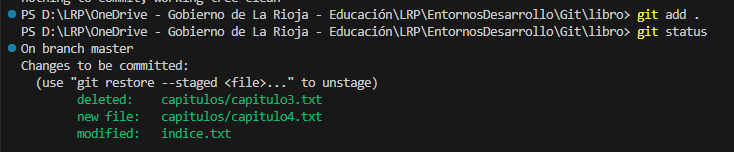 nothing to commit, working tree clean
PS D:\LRP\OneDrive - Gobierno de La Rioja - Educación\LRP\EntornosDesarrollo\Git\libro> git add .
PS D:\LRP\OneDrive - Gobierno de La Rioja - Educación\LRP\EntornosDesarrollo\Git\libro> git status
On branch master
Changes to be committed:
(use "git restore --staged <file>..." to unstage)
deleted: capitulos/capitulo3.txt
new file: capitulos/capitulo4.txt
modified: indice.txt